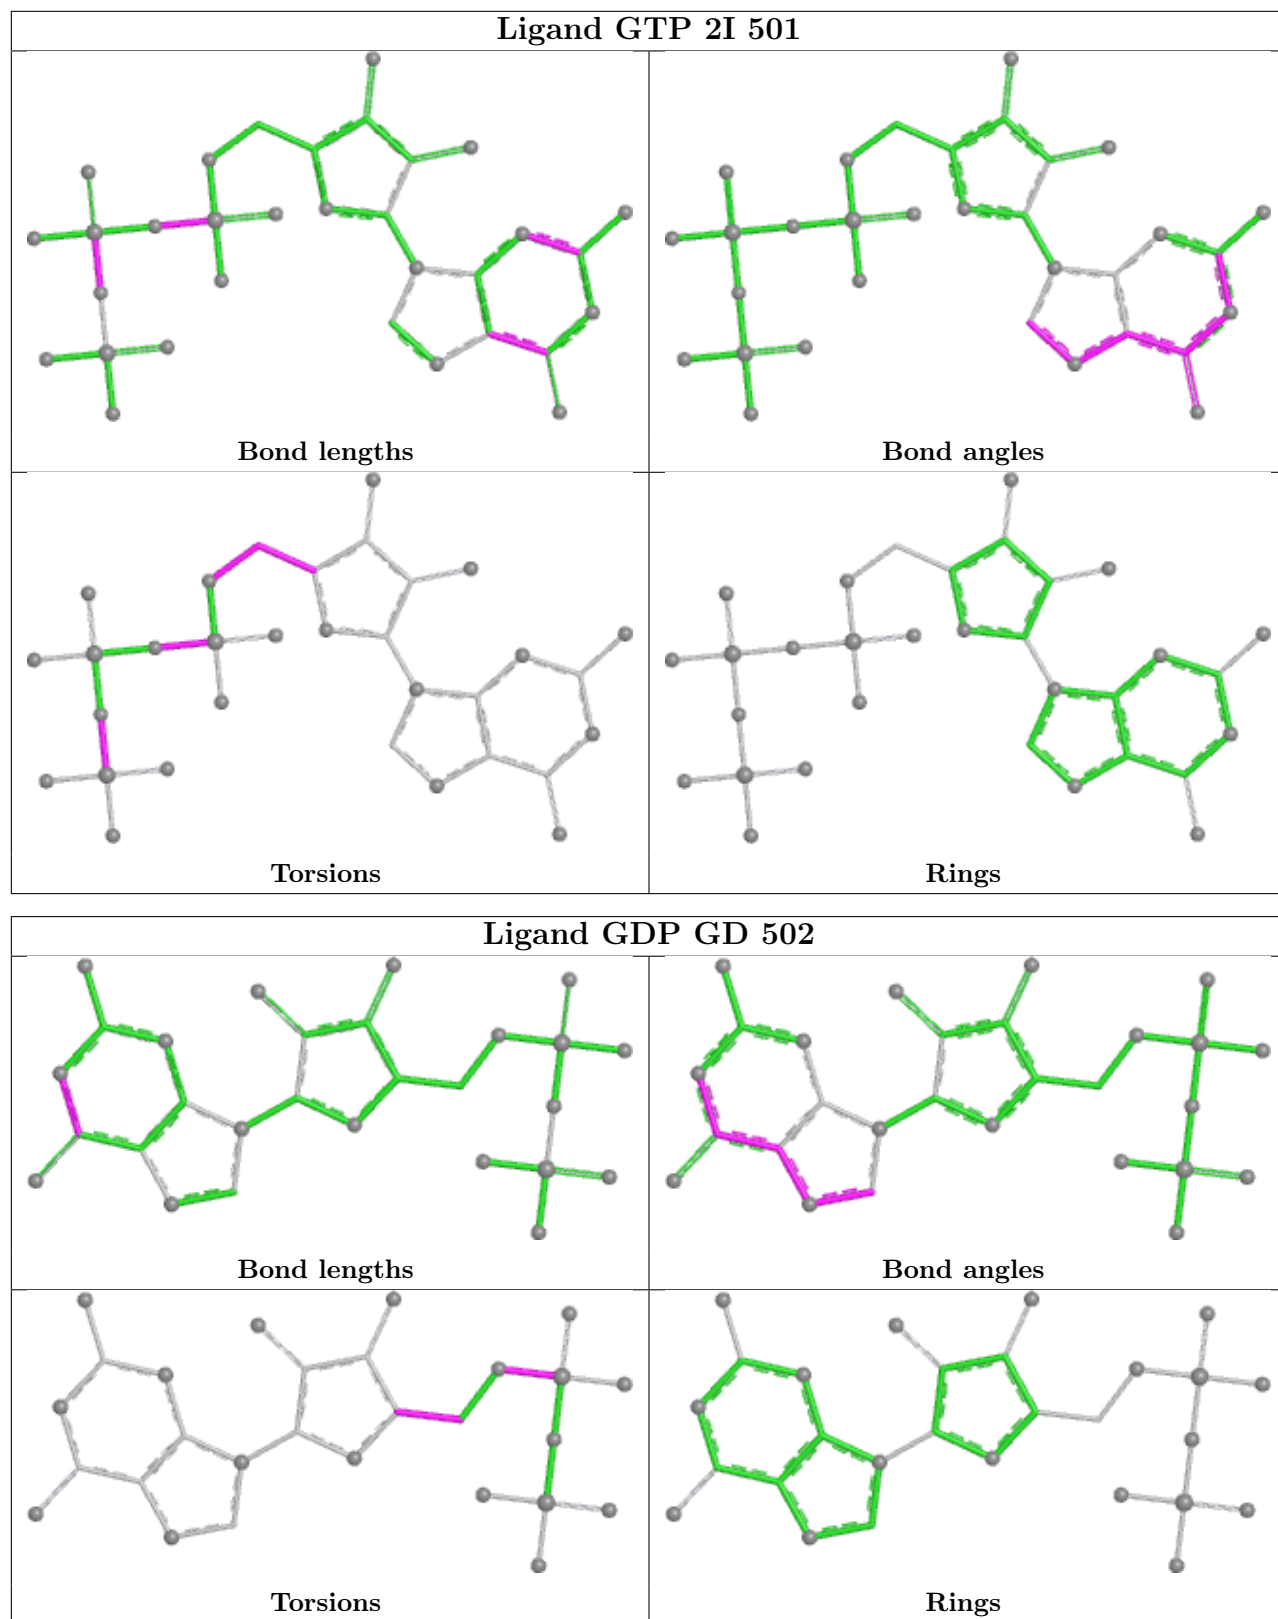 Ligand GTP 2I 501
Bond lengths
Bond angles
Torsions
Rings
Ligand GDP GD 502
Bond lengths
Bond angles
Torsions
Rings